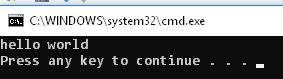 C:\WINDOWS\system32\cmd.exe
hello world
Press any key to continue . . .